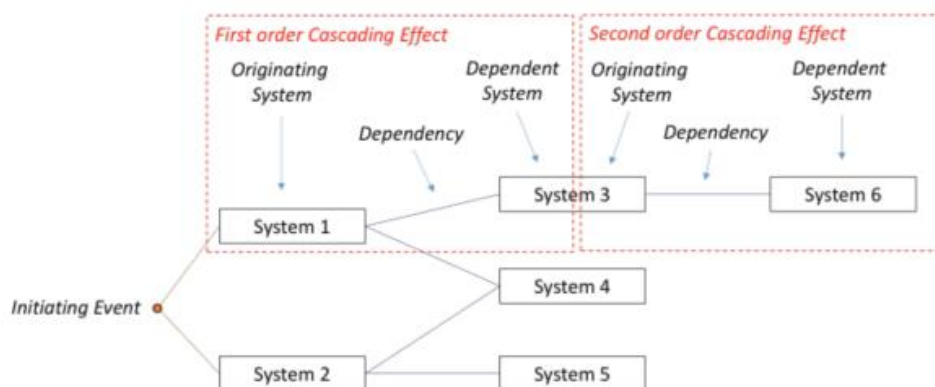 First order Cascading Effect
Second order Cascading Effect
Originating
System
Dependent
System
Originating
System
Dependent
System
Dependency
Dependency
System 3
System 6
System 1
System 4
Initiating Event
System 2
System 5